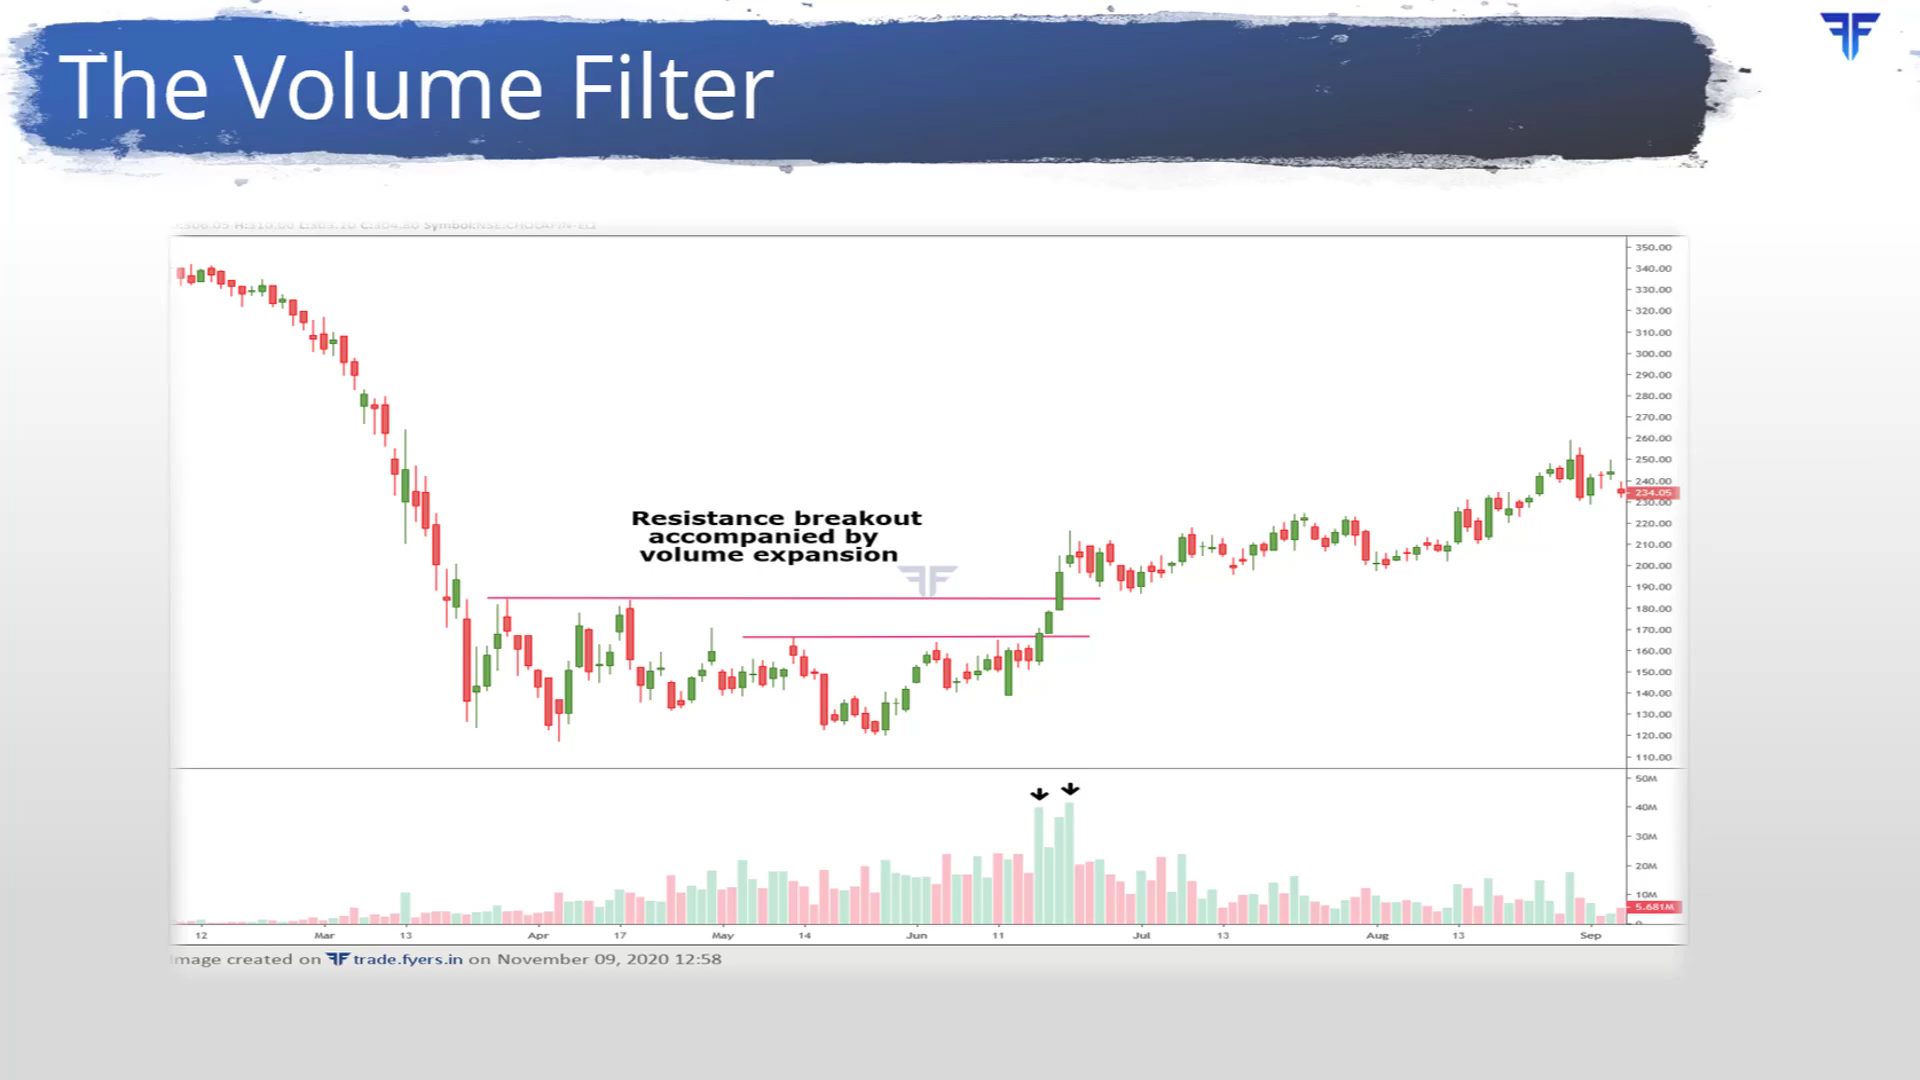 The Volume Filter
350.00
340.00
330.00
320.00
310.00
300.00
290.00
280.00
270.00
260.00
250.00
240.00
234.05
230.00
220.00
210.00
200.00
190.00
180.00
170.00
160.00
150.00
140.00
130.00
120.00
110.00
Resistance breakout
accompanied by
volume expansion
50M
40M
30M
20M
10M
5.681M
12 Mar 13 Apr 17 May 14 Jun 11 Jul 13 Aug 13 Sep
mage created on trade.fyers.in on November 09, 2020 12:58